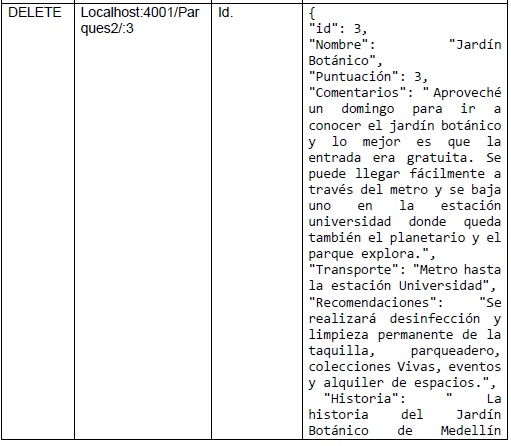 DELETE
Localhost:4001/Par
ques2/:3
Id.
{
"id": 3,
"Nombre": "Jardín
Botánico",
"Puntuación": 3,
"Comentarios": " Aproveché
un domingo para ir a
conocer el jardín botánico
y lo mejor es que la
entrada era gratuita. Se
puede llegar fácilmente a
través del metro y se baja
uno en la estación
universidad donde queda
también el planetario y el
parque explora.",
"Transporte": "Metro hasta
la estación Universidad",
"Recomendaciones": "Se
realizará desinfección y
limpieza permanente de la
taquilla, parqueadero,
colecciones Vivas, eventos
y alquiler de espacios.",
"Historia": " La
historia del Jardín
Botánico de Medellín